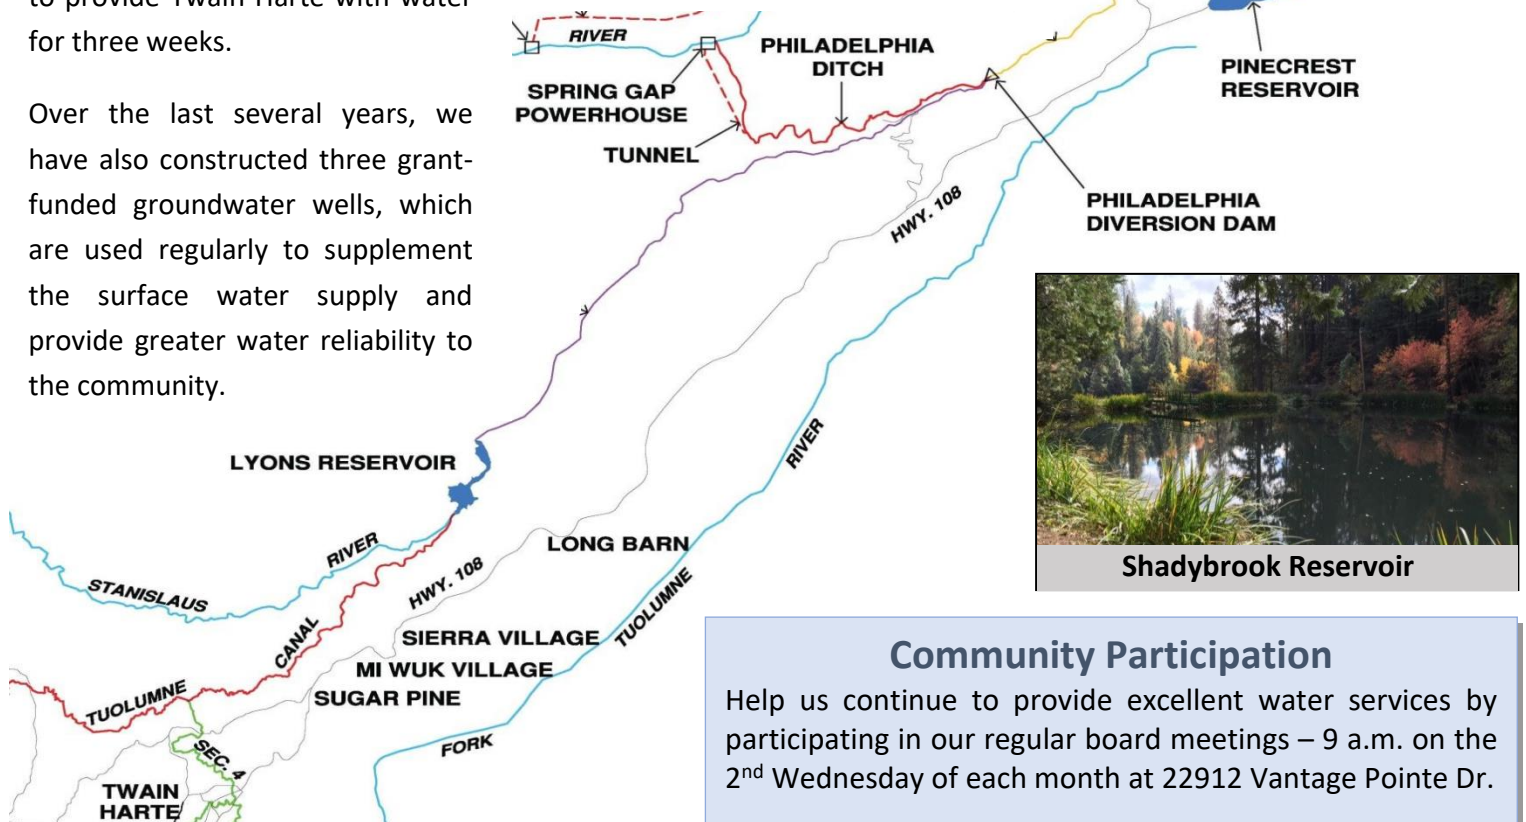 to provide Twain Harte with water
for three weeks.
Over the last several years, we
have also constructed three grant-
funded groundwater wells, which
are used regularly to supplement
the surface water supply and
provide greater water reliability to
the community.
RIVER
SPRING GAP
POWERHOUSE
TUNNEL
PHILADELPHIA
DITCH
PINECREST
RESERVOIR
PHILADELPHIA
DIVERSION DAM
HWY. 108
RIVER
LYONS RESERVOIR
RIVER
STANISLAUS
LONG BARN
HWY. 108
CANAL
SIERRA VILLAGE
TUOLUMNE
MI WUK VILLAGE
SUGAR PINE
TUOLUMNE
FORK
SEC. 4
TWAIN
HARTE
Shadybrook Reservoir
Community Participation
Help us continue to provide excellent water services by
participating in our regular board meetings – 9 a.m. on the
2nd Wednesday of each month at 22912 Vantage Pointe Dr.